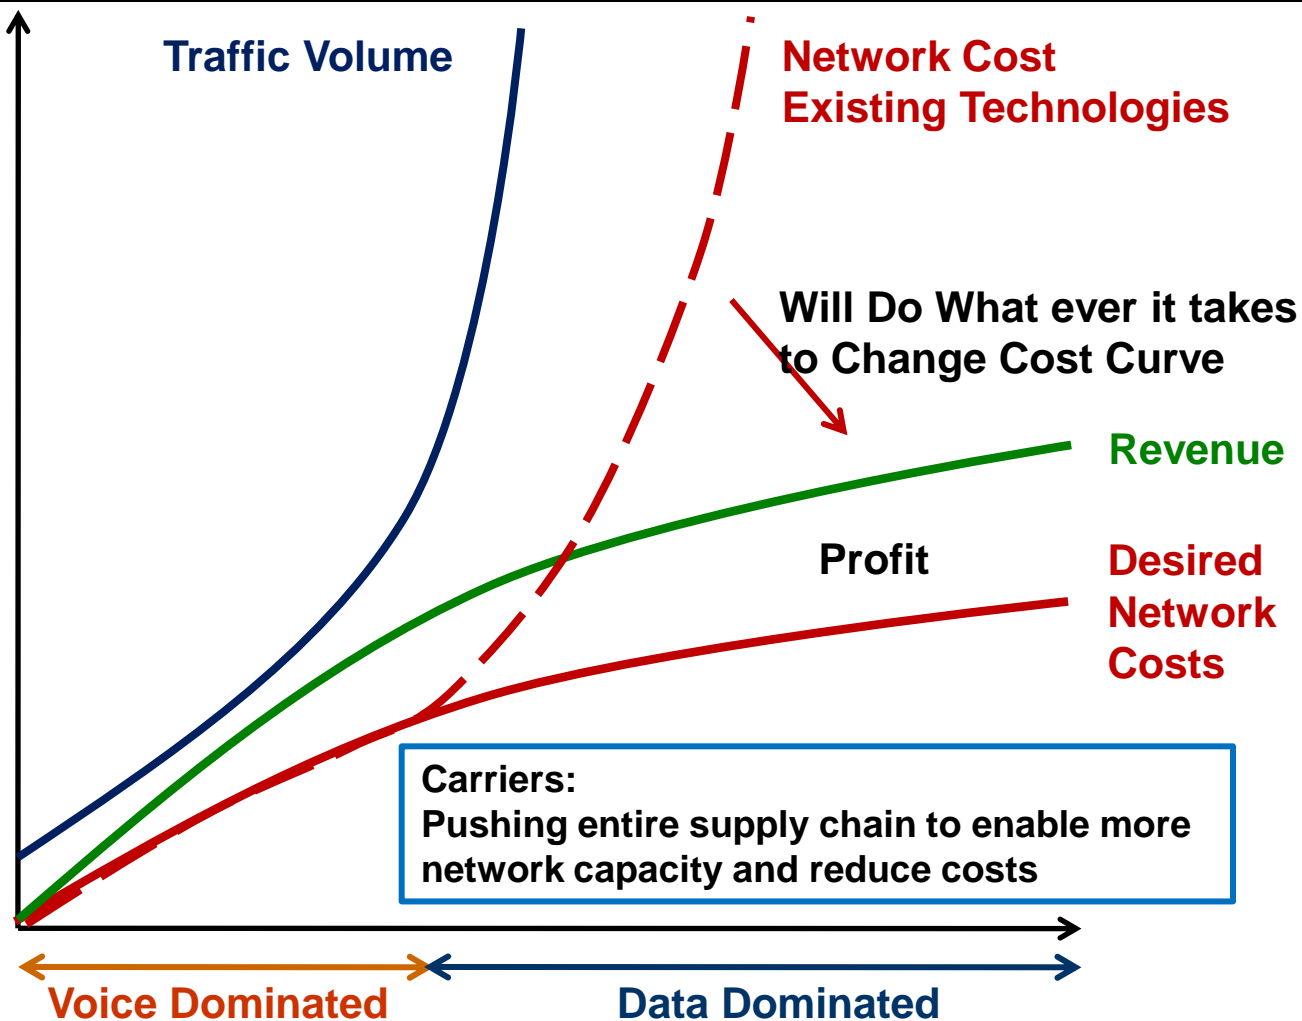 Traffic Volume
Network Cost
Existing Technologies
Will Do What ever it takes
to Change Cost Curve
Revenue
Profit
Desired
Network
Costs
Carriers:
Pushing entire supply chain to enable more
network capacity and reduce costs
Voice Dominated
Data Dominated